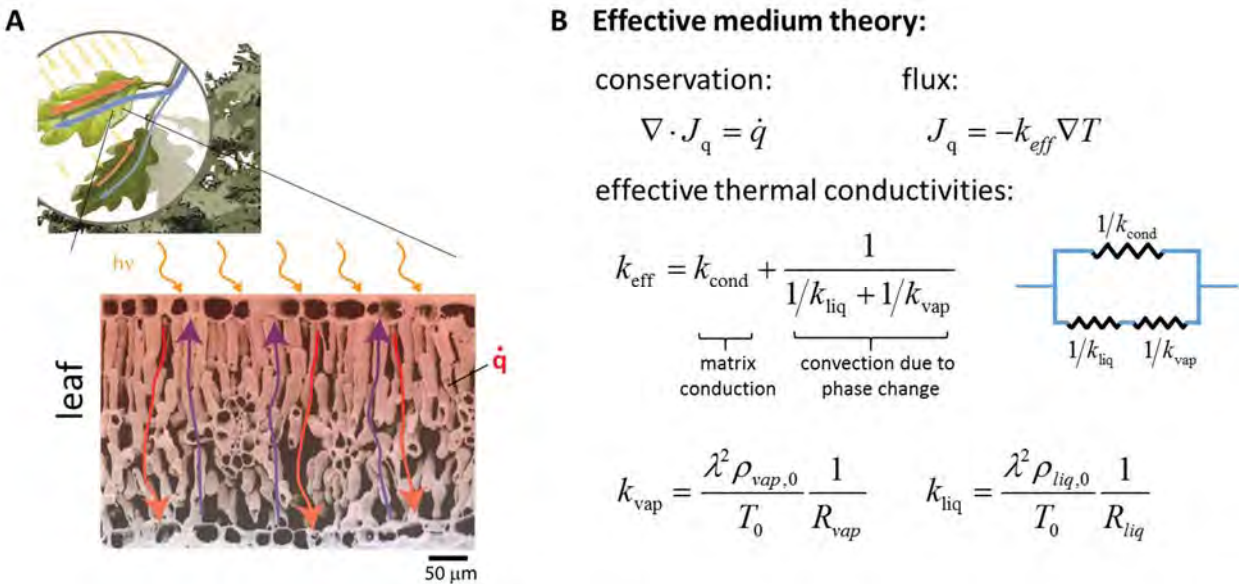 A
hν
leaf
q̇
50 μm
B Effective medium theory:
conservation: flux:
∇ · J_q = q̇ J_q = −k_eff ∇T
effective thermal conductivities:
k_eff = k_cond + 1/(1/k_liq + 1/k_vap)
matrix conduction
convection due to phase change
1/k_cond
1/k_liq 1/k_vap
k_vap = (λ² ρ_vap,0 / T_0) (1 / R_vap) k_liq = (λ² ρ_liq,0 / T_0) (1 / R_liq)